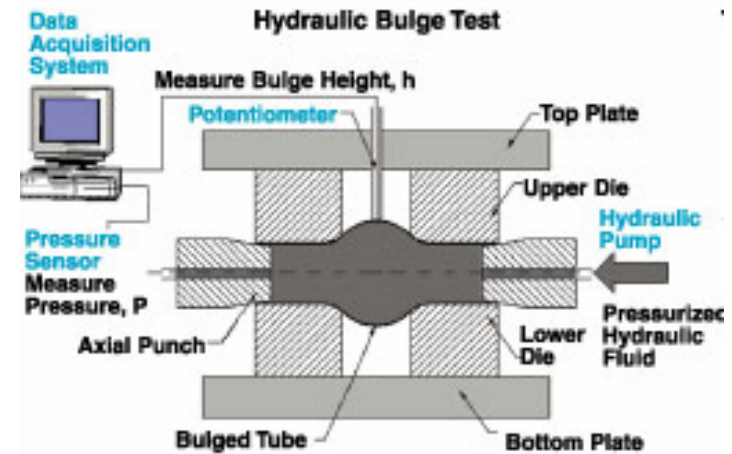 Hydraulic Bulge Test
Data
Acquisition
System
Measure Bulge Height, h
Potentiometer
Top Plate
Upper Die
Hydraulic
Pump
Pressure
Sensor
Measure
Pressure, P
Pressurized
Hydraulic
Fluid
Axial Punch
Lower
Die
Bulged Tube
Bottom Plate